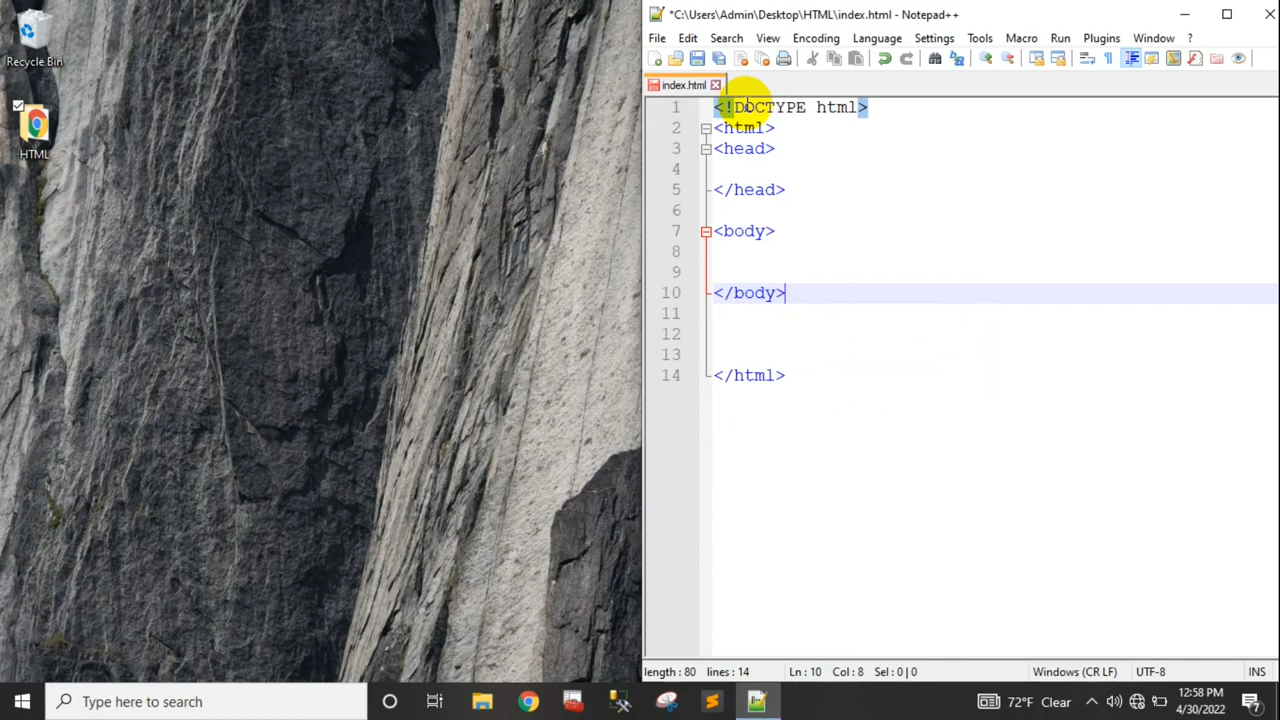 Recycle Bin
HTML
*C:\Users\Admin\Desktop\HTML\index.html - Notepad++
File Edit Search View Encoding Language Settings Tools Macro Run Plugins Window ?
index.html
1 <!DOCTYPE html>
2 <html>
3 <head>
4
5 </head>
6
7 <body>
8
9
10 </body>
11
12
13
14 </html>
length : 80 lines : 14 Ln : 10 Col : 8 Sel : 0 | 0 Windows (CR LF) UTF-8 INS
Type here to search
72°F Clear
12:58 PM
4/30/2022
7